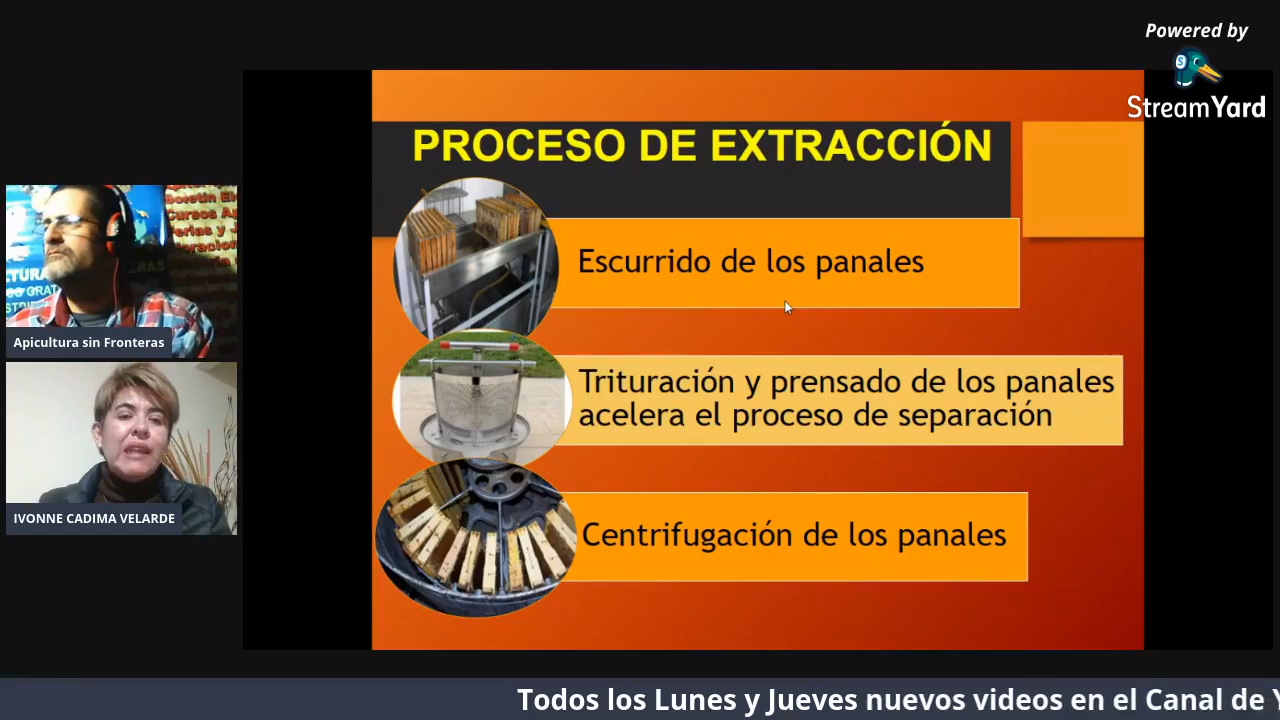 Powered by
StreamYard
PROCESO DE EXTRACCIÓN
Escurrido de los panales
Trituración y prensado de los panales
acelera el proceso de separación
Centrifugación de los panales
Apicultura sin Fronteras
IVONNE CADIMA VELARDE
Todos los Lunes y Jueves nuevos videos en el Canal de